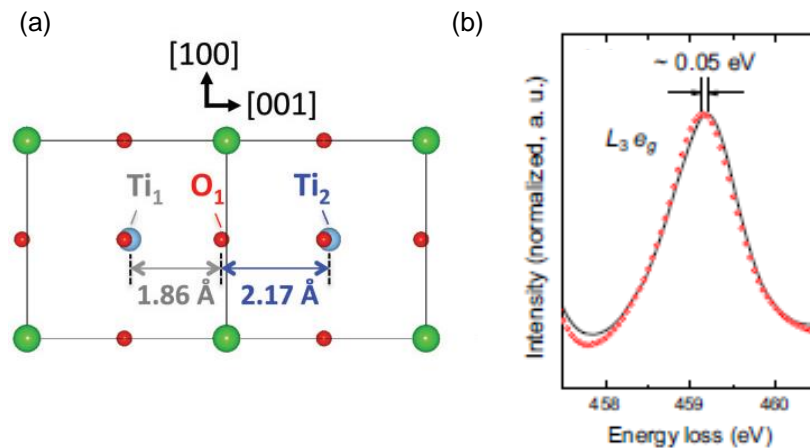 (a)
[100]
[001]
Ti₁
O₁
Ti₂
1.86 Å
2.17 Å
(b)
~ 0.05 eV
L₃ e_g
Intensity (normalized, a. u.)
458
459
460
Energy loss (eV)